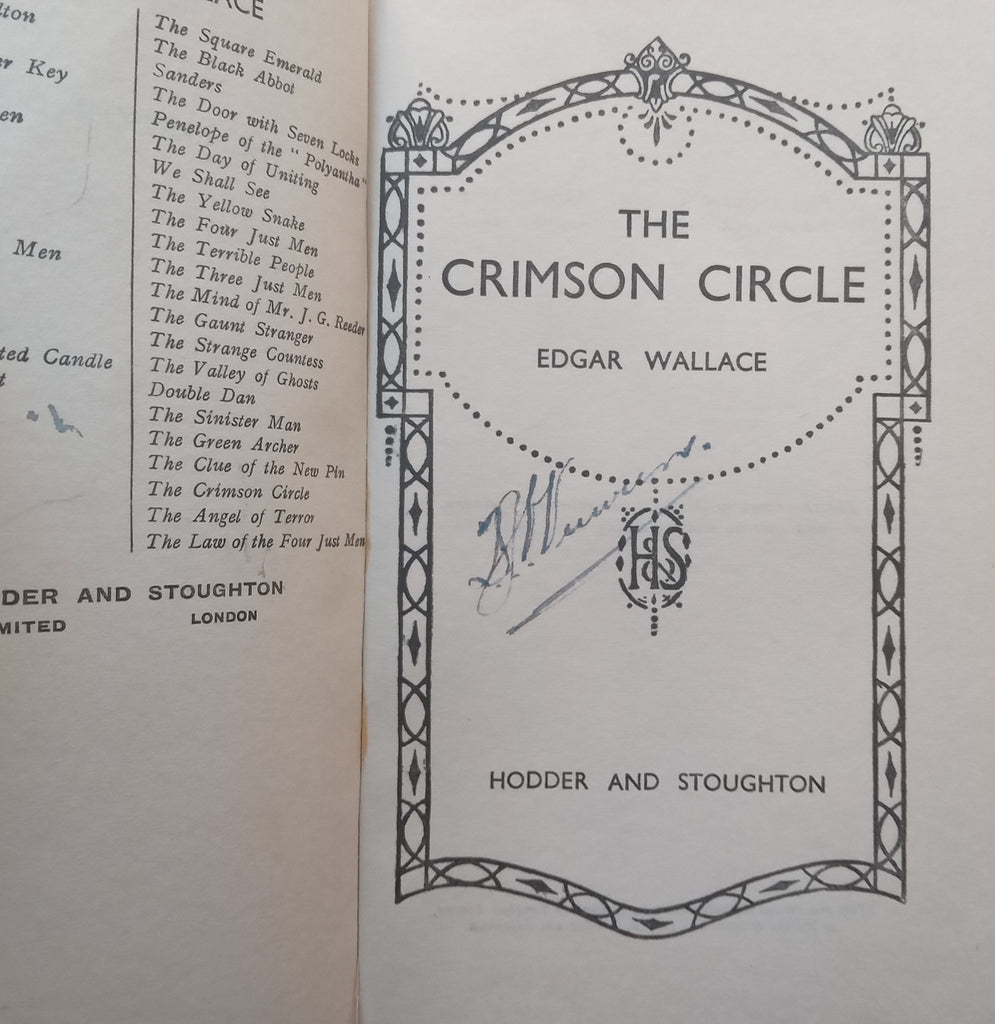 ACE
lton
r Key
en
Men
ted Candle
t
The Square Emerald
The Black Abbot
Sanders
The Door with Seven Locks
Penelope of the "Polyantha"
The Day of Uniting
We Shall See
The Yellow Snake
The Four Just Men
The Terrible People
The Three Just Men
The Mind of Mr. J. G. Reeder
The Gaunt Stranger
The Strange Countess
The Valley of Ghosts
Double Dan
The Sinister Man
The Green Archer
The Clue of the New Pin
The Crimson Circle
The Angel of Terror
The Law of the Four Just Men
DER AND STOUGHTON
MITED LONDON
THE
CRIMSON CIRCLE
EDGAR WALLACE
HS
HODDER AND STOUGHTON